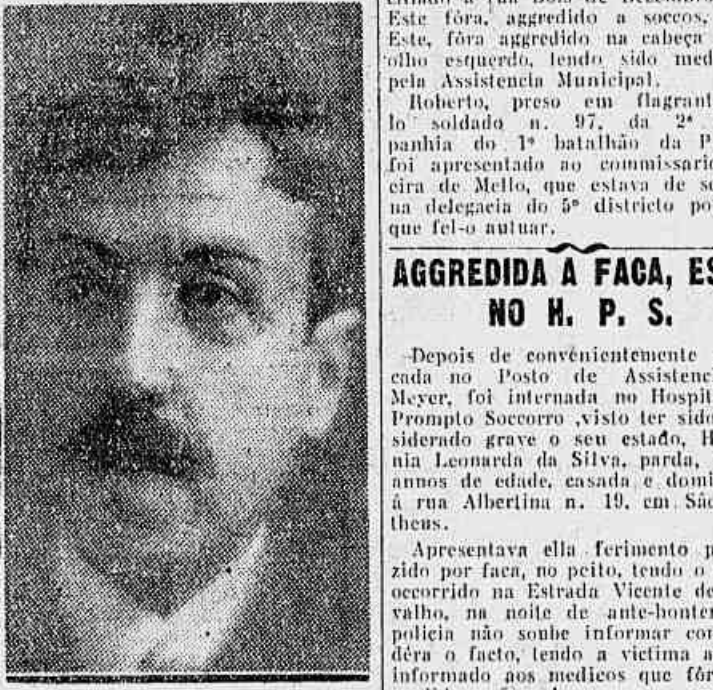 Este fóra, aggredido a soccos,
Este, fóra aggredido na cabeça
olho esquerdo, tendo sido med
pela Assistencia Municipal.
Roberto, preso em flagrant
lo soldado n. 97, da 2ª
panhia do 1º batalhão da P
foi apresentado ao commissario
eira de Mello, que estava de se
na delegacia do 5º districto po
que fel-o autuar.
AGGREDIDA A FACA, ES
NO H. P. S.
Depois de convenientemente
cada no Posto de Assistenc
Meyer, foi internada no Hospit
Prompto Soccorro ,visto ter sido
siderado grave o seu estado, H
nia Leonarda da Silva, parda,
annos de edade, casada e domi
á rua Albertina n. 19, em São
theus.
Apresentava ella ferimento p
zido por faca, no peito, tendo o
occorrido na Estrada Vicente de
valho, na noite de ante-honten
policia não soube informar com
déra o facto, tendo a victima a
informado aos medicos que fôr